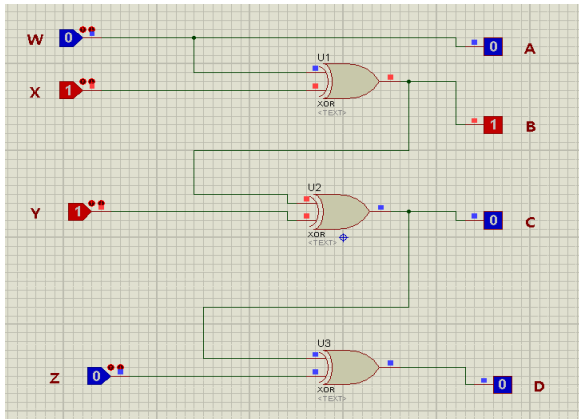 W 0 0 A
U1
X 1
XOR
<TEXT>
1 B
U2
Y 1 0 C
XOR
<TEXT>
U3
Z 0 0 D
XOR
<TEXT>